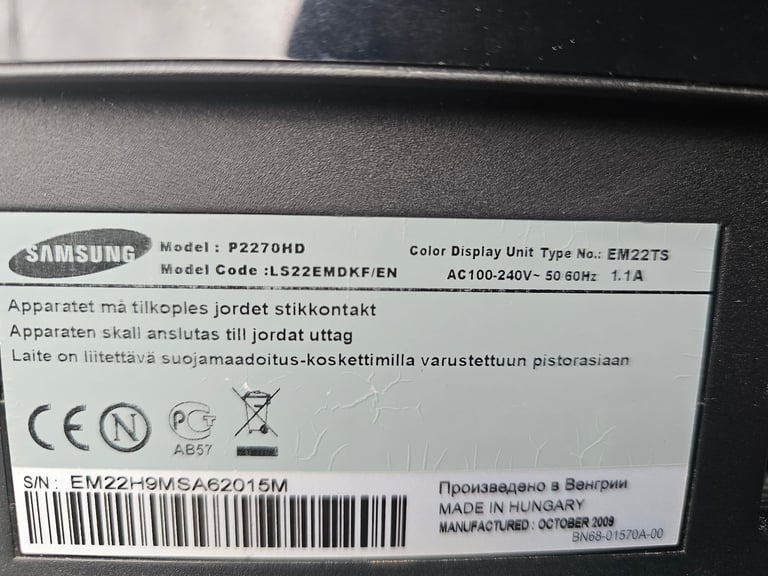 SAMSUNG
Model : P2270HD
Model Code :LS22EMDKF/EN
Color Display Unit Type No.: EM22TS
AC100-240V~ 50 60Hz 1.1A
Apparatet må tilkoples jordet stikkontakt
Apparaten skall anslutas till jordat uttag
Laite on liitettävä suojamaadoitus-koskettimilla varustettuun pistorasiaan
CE N PCT
AB57
S/N : EM22H9MSA62015M
Произведено в Венгрии
MADE IN HUNGARY
MANUFACTURED : OCTOBER 2009
BN68-01570A-00